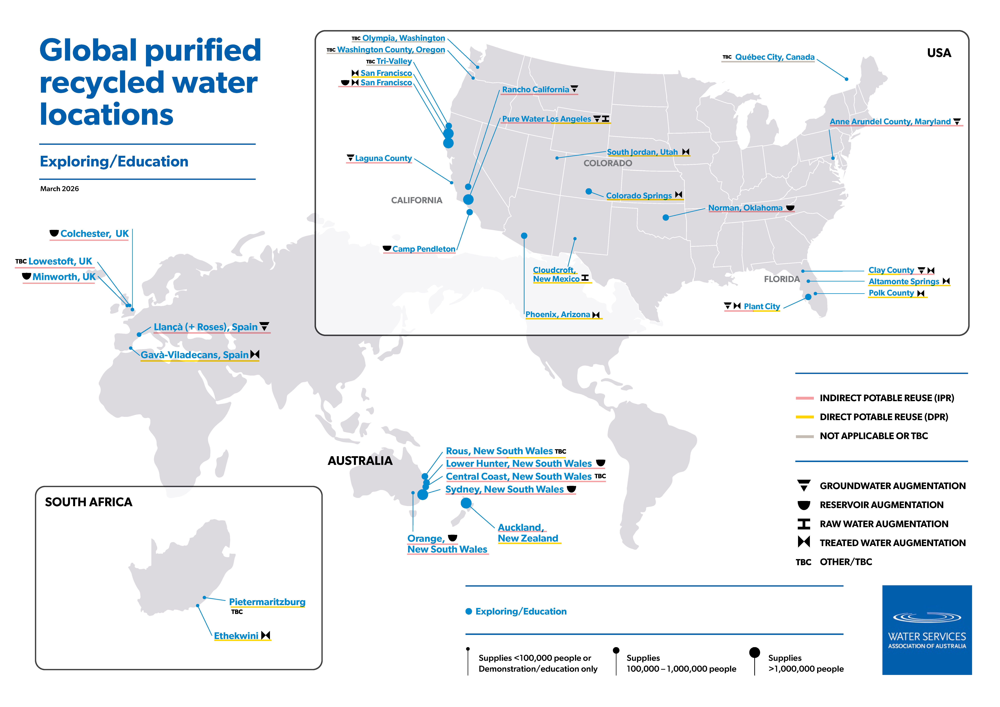 Global purified
recycled water
locations
Exploring/Education
March 2026
USA
TBC Olympia, Washington
TBC Washington County, Oregon
TBC Tri-Valley
San Francisco
San Francisco
Rancho California
Pure Water Los Angeles
TBC Québec City, Canada
Anne Arundel County, Maryland
South Jordan, Utah
COLORADO
Laguna County
CALIFORNIA
Colorado Springs
Norman, Oklahoma
Camp Pendleton
Cloudcroft,
New Mexico
Phoenix, Arizona
FLORIDA
Clay County
Altamonte Springs
Polk County
Plant City
Colchester, UK
TBC Lowestoft, UK
Minworth, UK
Llançà (+ Roses), Spain
Gavà-Viladecans, Spain
AUSTRALIA
Rous, New South Wales TBC
Lower Hunter, New South Wales
Central Coast, New South Wales TBC
Sydney, New South Wales
Orange,
New South Wales
Auckland,
New Zealand
SOUTH AFRICA
Pietermaritzburg
TBC
Ethekwini
INDIRECT POTABLE REUSE (IPR)
DIRECT POTABLE REUSE (DPR)
NOT APPLICABLE OR TBC
GROUNDWATER AUGMENTATION
RESERVOIR AUGMENTATION
RAW WATER AUGMENTATION
TREATED WATER AUGMENTATION
TBC OTHER/TBC
Exploring/Education
Supplies <100,000 people or
Demonstration/education only
Supplies
100,000 – 1,000,000 people
Supplies
>1,000,000 people
WATER SERVICES
ASSOCIATION OF AUSTRALIA